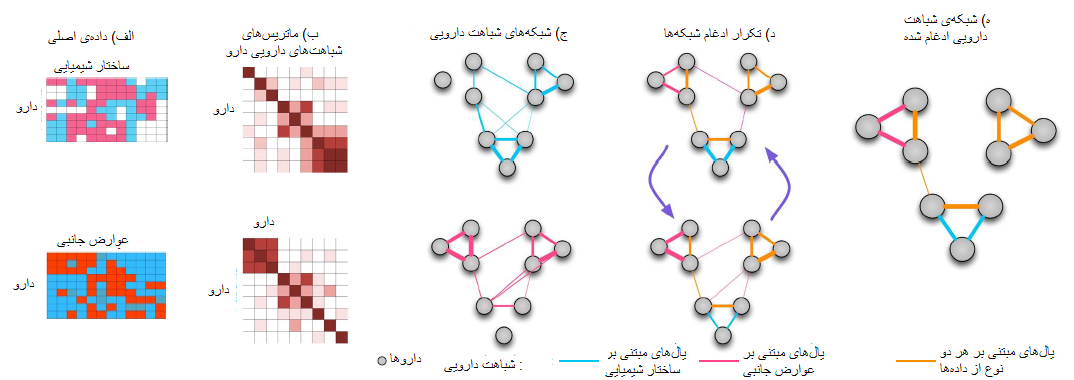 الف) داده‌ی اصلی
ساختار شیمیایی
دارو
عوارض جانبی
دارو
ب) ماتریس‌های
شباهت‌های دارویی دارو
دارو
دارو
دارو
ج) شبکه‌های شباهت دارویی
د) تکرار ادغام شبکه‌ها
ه) شبکه‌ی شباهت
دارویی ادغام شده
داروها
شباهت دارویی :
یال‌های مبتنی بر
ساختار شیمیایی
یال‌های مبتنی بر
عوارض جانبی
یال‌های مبتنی بر هر دو
نوع از داده‌ها